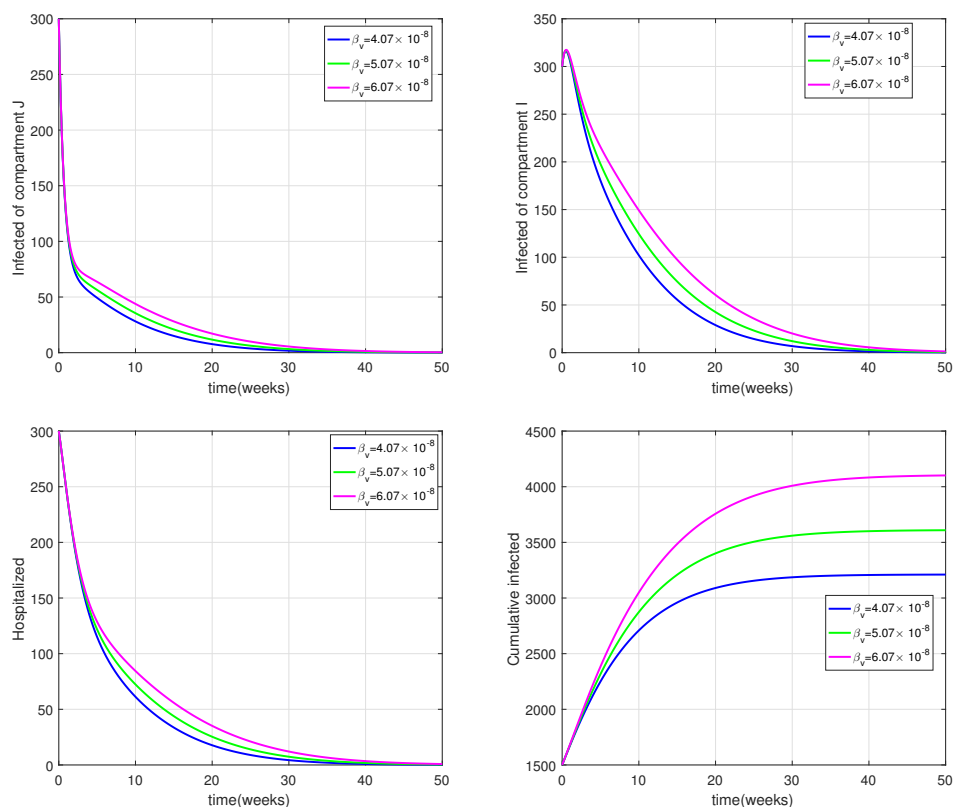 300
250
200
150
100
50
0
0 10 20 30 40 50
Infected of compartment J
time(weeks)
β_v=4.07× 10^-8
β_v=5.07× 10^-8
β_v=6.07× 10^-8
350
300
250
200
150
100
50
0
0 10 20 30 40 50
Infected of compartment I
time(weeks)
β_v=4.07× 10^-8
β_v=5.07× 10^-8
β_v=6.07× 10^-8
300
250
200
150
100
50
0
0 10 20 30 40 50
Hospitalized
time(weeks)
β_v=4.07× 10^-8
β_v=5.07× 10^-8
β_v=6.07× 10^-8
4500
4000
3500
3000
2500
2000
1500
0 10 20 30 40 50
Cumulative infected
time(weeks)
β_v=4.07× 10^-8
β_v=5.07× 10^-8
β_v=6.07× 10^-8